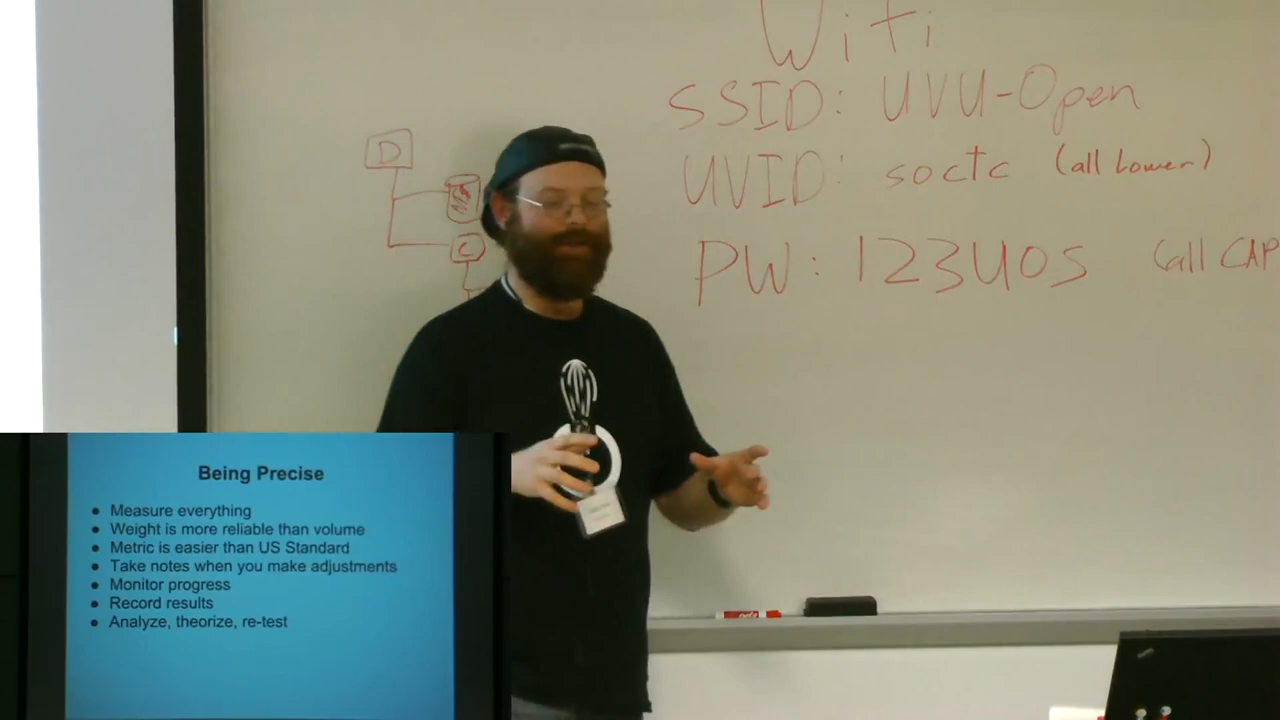 Wifi
SSID: UVU-Open
UVID: soctc (all lower)
PW: 123UOS (all CAP
D
C
Being Precise
● Measure everything
● Weight is more reliable than volume
● Metric is easier than US Standard
● Take notes when you make adjustments
● Monitor progress
● Record results
● Analyze, theorize, re-test